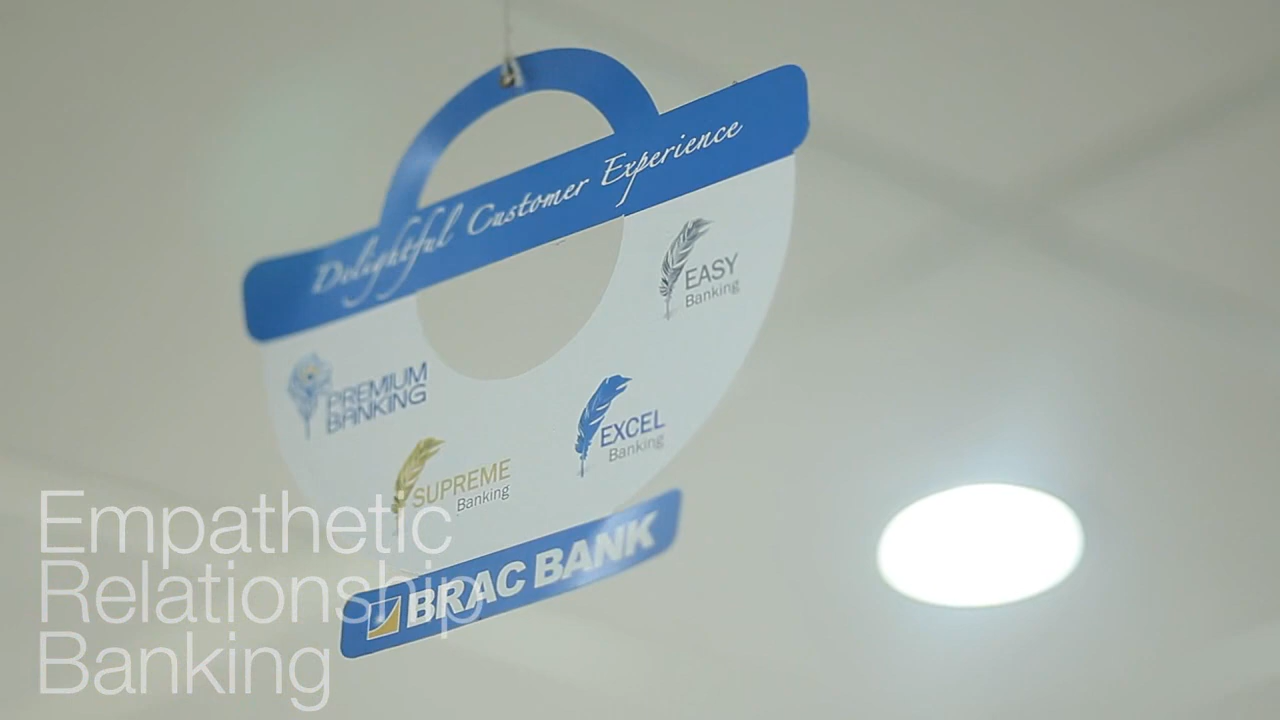 Delightful Customer Experience
EASY
Banking
PREMIUM
BANKING
EXCEL
Banking
SUPREME
Banking
BRAC BANK
Empathetic
Relationship
Banking